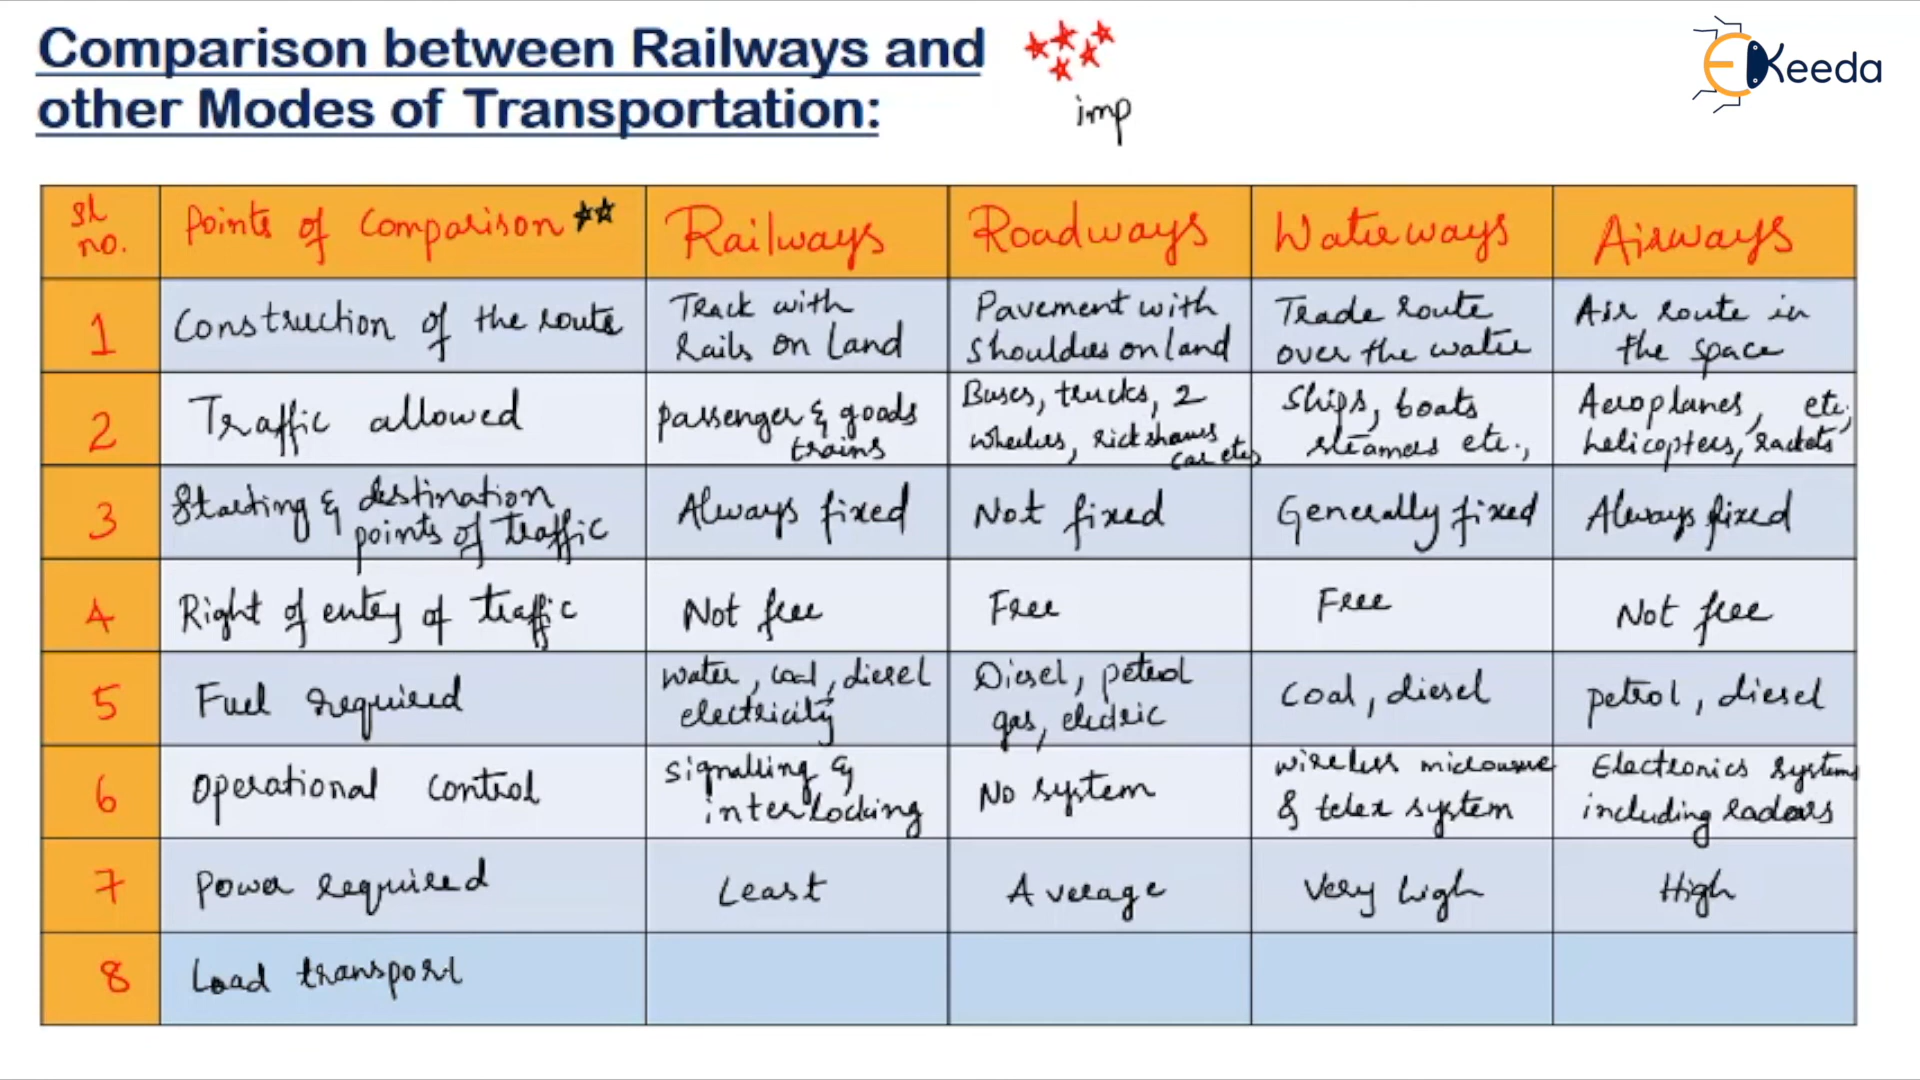 Comparison between Railways and
other Modes of Transportation:
imp
EKeeda
Sl no. Points of Comparison Railways Roadways Waterways Airways
1 Construction of the route Track with Rails on Land Pavement with Shoulders on land Trade route over the water Air route in the space
2 Traffic allowed passenger & goods trains Buses, trucks, 2 wheelers, rickshaws car etc Ships, boats steamers etc., Aeroplanes, helicopters, rockets etc;
3 Starting & destination points of traffic Always fixed Not fixed Generally fixed Always fixed
4 Right of entry of traffic Not free Free Free Not free
5 Fuel required water, coal, diesel electricity Diesel, petrol gas, electric Coal, diesel petrol, diesel
6 Operational control Signalling & interlocking No system wireless microwave & telex system Electronics systems including radars
7 Power required Least Average Very high High
8 Load transport